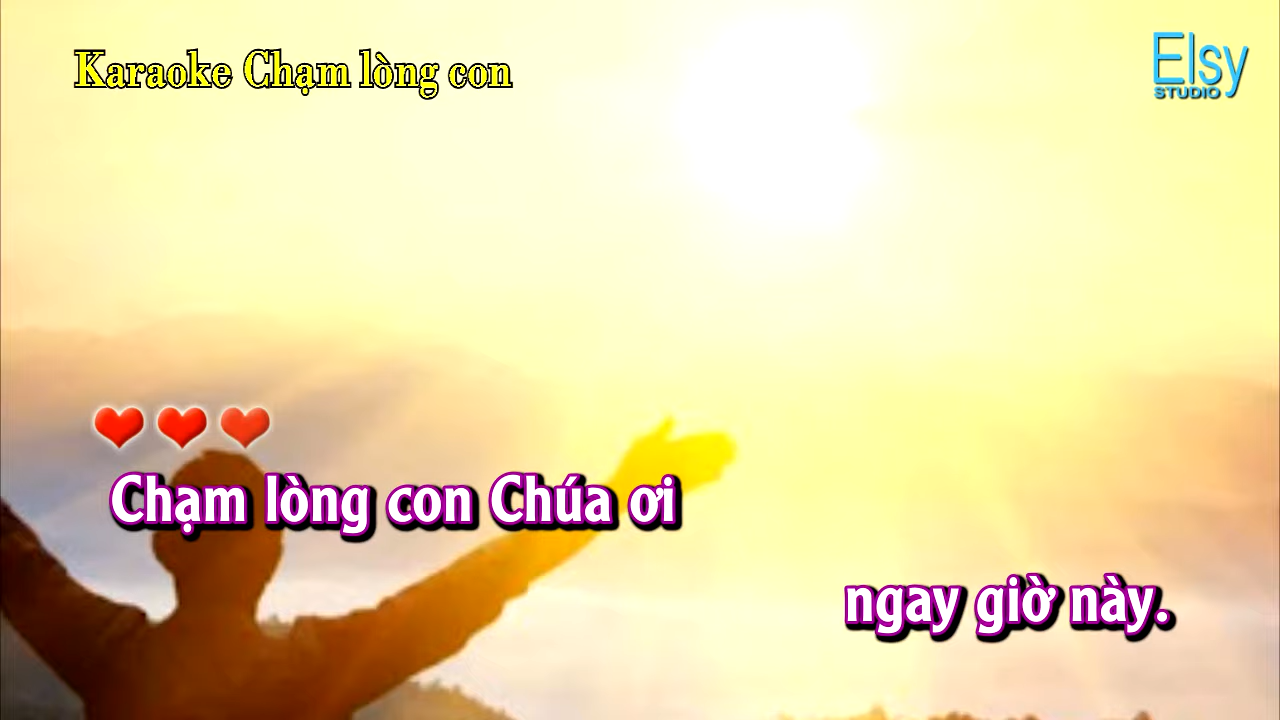 Karaoke Chạm lòng con
Elsy
STUDIO
Chạm lòng con Chúa ơi
ngay giờ này.